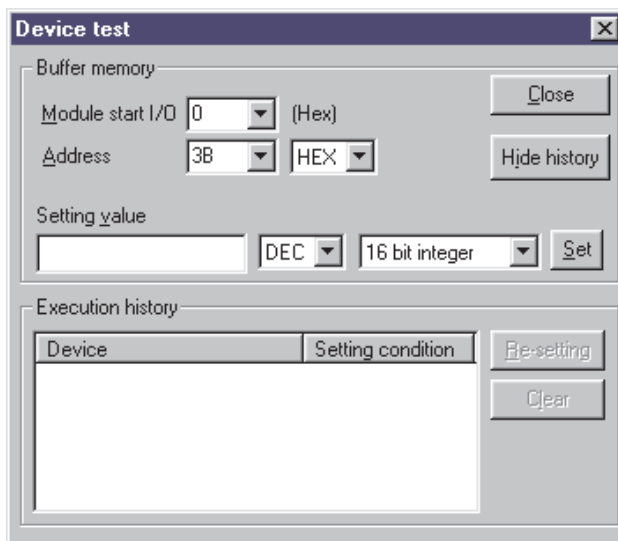 Device test
Buffer memory
Module start I/O 0 (Hex)
Close
Address 3B HEX
Hide history
Setting value
DEC 16 bit integer Set
Execution history
Device Setting condition
Re-setting
Clear